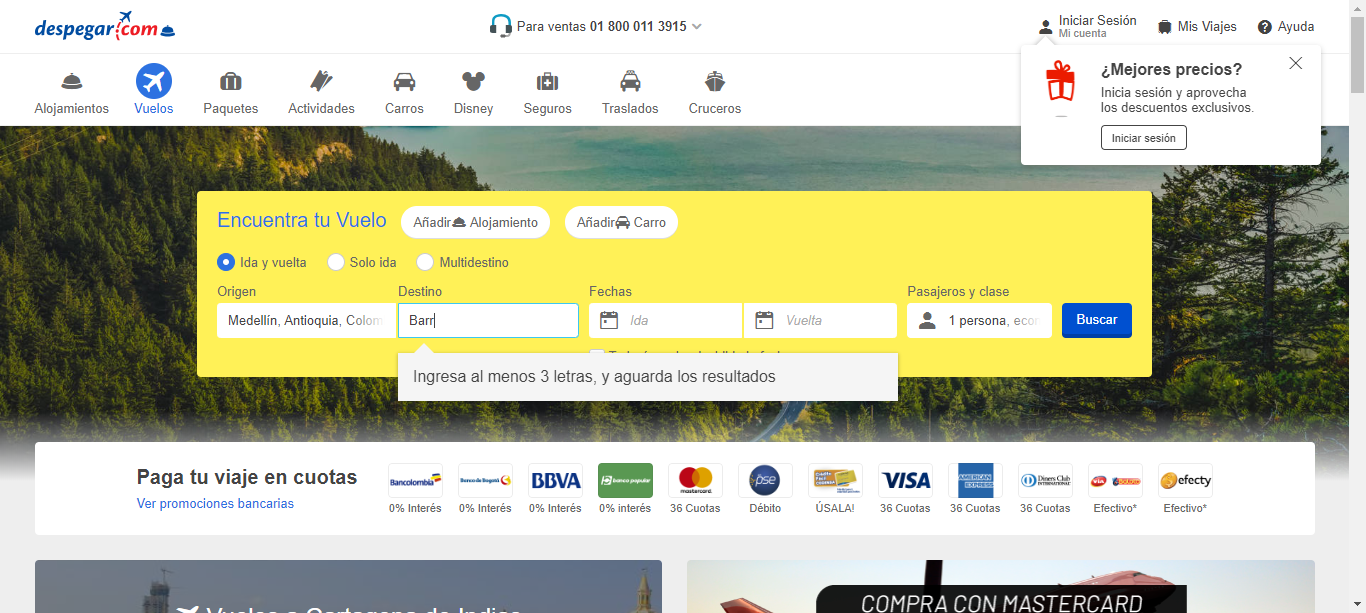 despegar.com
Para ventas 01 800 011 3915
Iniciar Sesión
Mi cuenta
Mis Viajes
Ayuda
¿Mejores precios?
Inicia sesión y aprovecha
los descuentos exclusivos.
Iniciar sesión
Alojamientos
Vuelos
Paquetes
Actividades
Carros
Disney
Seguros
Traslados
Cruceros
Encuentra tu Vuelo
Añadir Alojamiento
Añadir Carro
Ida y vuelta
Solo ida
Multidestino
Origen
Destino
Fechas
Pasajeros y clase
Medellín, Antioquia, Colom
Barr
Ida
Vuelta
1 persona, econ
Buscar
Ingresa al menos 3 letras, y aguarda los resultados
Paga tu viaje en cuotas
Ver promociones bancarias
Bancolombia
0% Interés
Banco de Bogotá
0% Interés
BBVA
0% Interés
banco popular
0% interés
mastercard
36 Cuotas
pse
Débito
ÚSALA!
VISA
36 Cuotas
AMERICAN EXPRESS
36 Cuotas
Diners Club
INTERNATIONAL
36 Cuotas
via BALOTO
Efectivo*
efecty
Efectivo*
Vuelos a Cartagena de Indias
COMPRA CON MASTERCARD